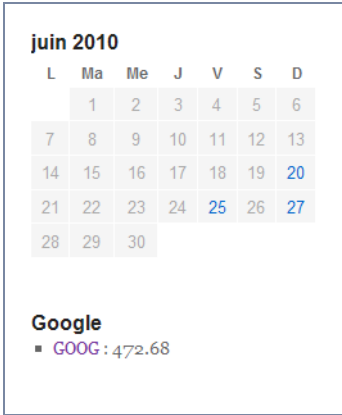 juin 2010
L Ma Me J V S D
1 2 3 4 5 6
7 8 9 10 11 12 13
14 15 16 17 18 19 20
21 22 23 24 25 26 27
28 29 30
Google
GOOG : 472.68